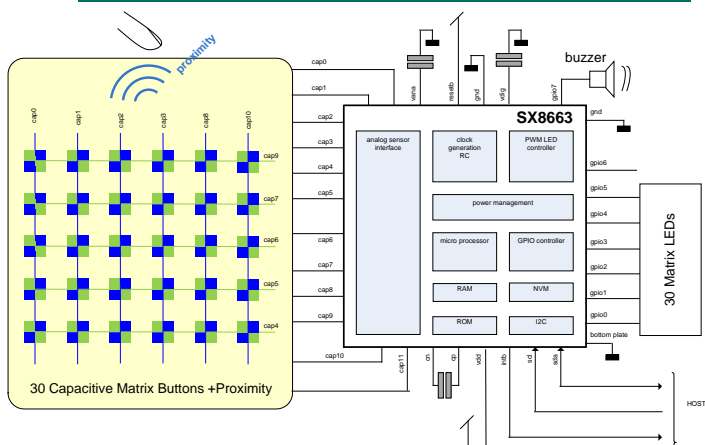 proximity
cap0
cap1
cap2
cap3
cap8
cap10
cap9
cap7
cap6
cap5
cap4
30 Capacitive Matrix Buttons +Proximity
cap0
cap1
cap2
cap3
cap4
cap5
cap6
cap7
cap8
cap9
cap10
cap11
vana
resetb
gnd
vdig
gpio7
buzzer
SX8663
analog sensor
interface
clock
generation
RC
PWM LED
controller
power management
micro processor
GPIO controller
RAM
NVM
ROM
I2C
gnd
gpio6
gpio5
gpio4
gpio3
gpio2
gpio1
gpio0
bottom plate
30 Matrix LEDs
cn
cp
vdd
intb
scl
sda
HOST